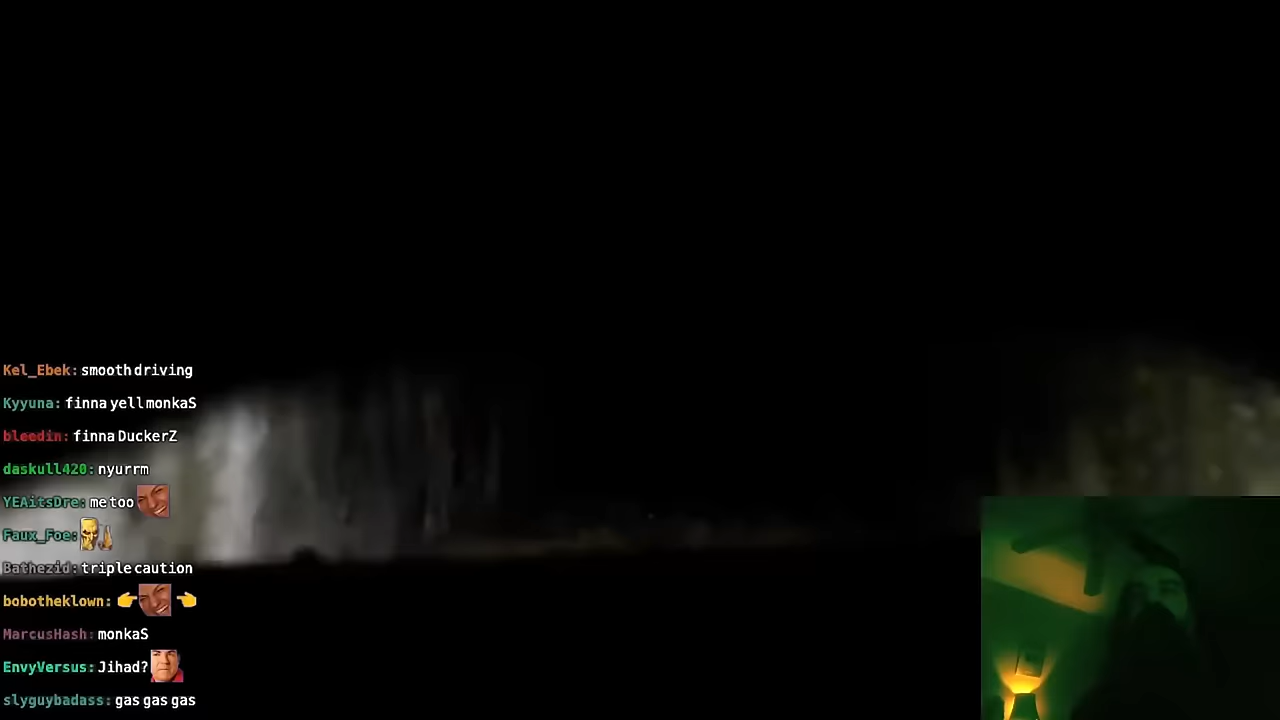 Kel_Ebek: smooth driving
Kyyuna: finna yell monkaS
bleedin: finna DuckerZ
daskull420: nyurrm
YEAitsDre: me too
Faux_Foe:
Bathezid: triple caution
bobotheklown:
MarcusHash: monkaS
EnvyVersus: Jihad?
slyguybadass: gas gas gas